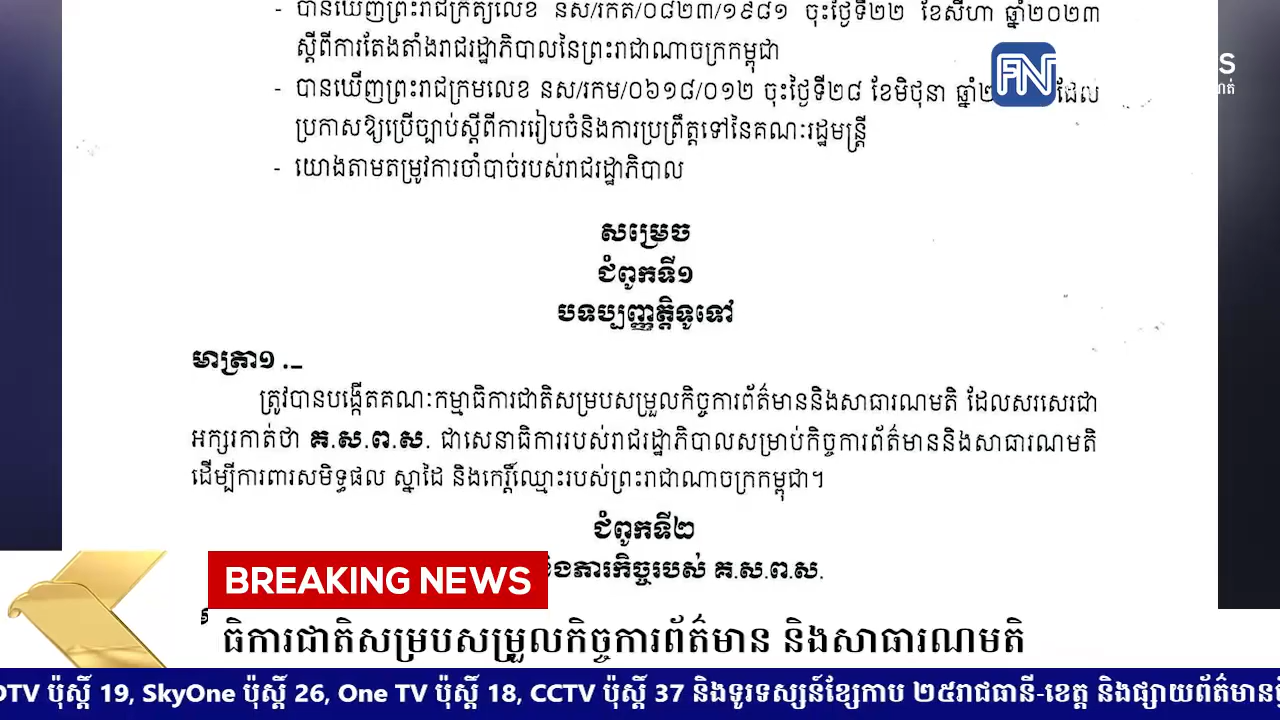 - បានឃើញព្រះរាជក្រឹត្យលេខ នស/រកត/០៨២៣/១៩៨១ ចុះថ្ងៃទី២២ ខែសីហា ឆ្នាំ២០២៣
ស្តីពីការតែងតាំងរាជរដ្ឋាភិបាលនៃព្រះរាជាណាចក្រកម្ពុជា
- បានឃើញព្រះរាជក្រមលេខ នស/រកម/០៦១៨/០១២ ចុះថ្ងៃទី២៨ ខែមិថុនា ឆ្នាំ២ ដែល
ប្រកាសឱ្យប្រើច្បាប់ស្តីពីការរៀបចំនិងការប្រព្រឹត្តទៅនៃគណៈរដ្ឋមន្ត្រី
- យោងតាមតម្រូវការចាំបាច់របស់រាជរដ្ឋាភិបាល
FN
S
សម្រេច
ជំពូកទី១
បទប្បញ្ញត្តិទូទៅ
មាត្រា១ .–
ត្រូវបានបង្កើតគណៈកម្មាធិការជាតិសម្របសម្រួលកិច្ចការព័ត៌មាននិងសាធារណមតិ ដែលសរសេរជា
អក្សរកាត់ថា គ.ស.ព.ស. ជាសេនាធិការរបស់រាជរដ្ឋាភិបាលសម្រាប់កិច្ចការព័ត៌មាននិងសាធារណមតិ
ដើម្បីការពារសមិទ្ធផល ស្នាដៃ និងកេរ្តិ៍ឈ្មោះរបស់ព្រះរាជាណាចក្រកម្ពុជា។
ជំពូកទី២
និងភារកិច្ចរបស់ គ.ស.ព.ស.
BREAKING NEWS
ធិការជាតិសម្របសម្រួលកិច្ចការព័ត៌មាន និងសាធារណមតិ
DTV ប៉ុស្តិ៍ 19, SkyOne ប៉ុស្តិ៍ 26, One TV ប៉ុស្តិ៍ 18, CCTV ប៉ុស្តិ៍ 37 និងទូរទស្សន៍ខ្សែកាប ២៥រាជធានី-ខេត្ត និងផ្សាយព័ត៌មាន